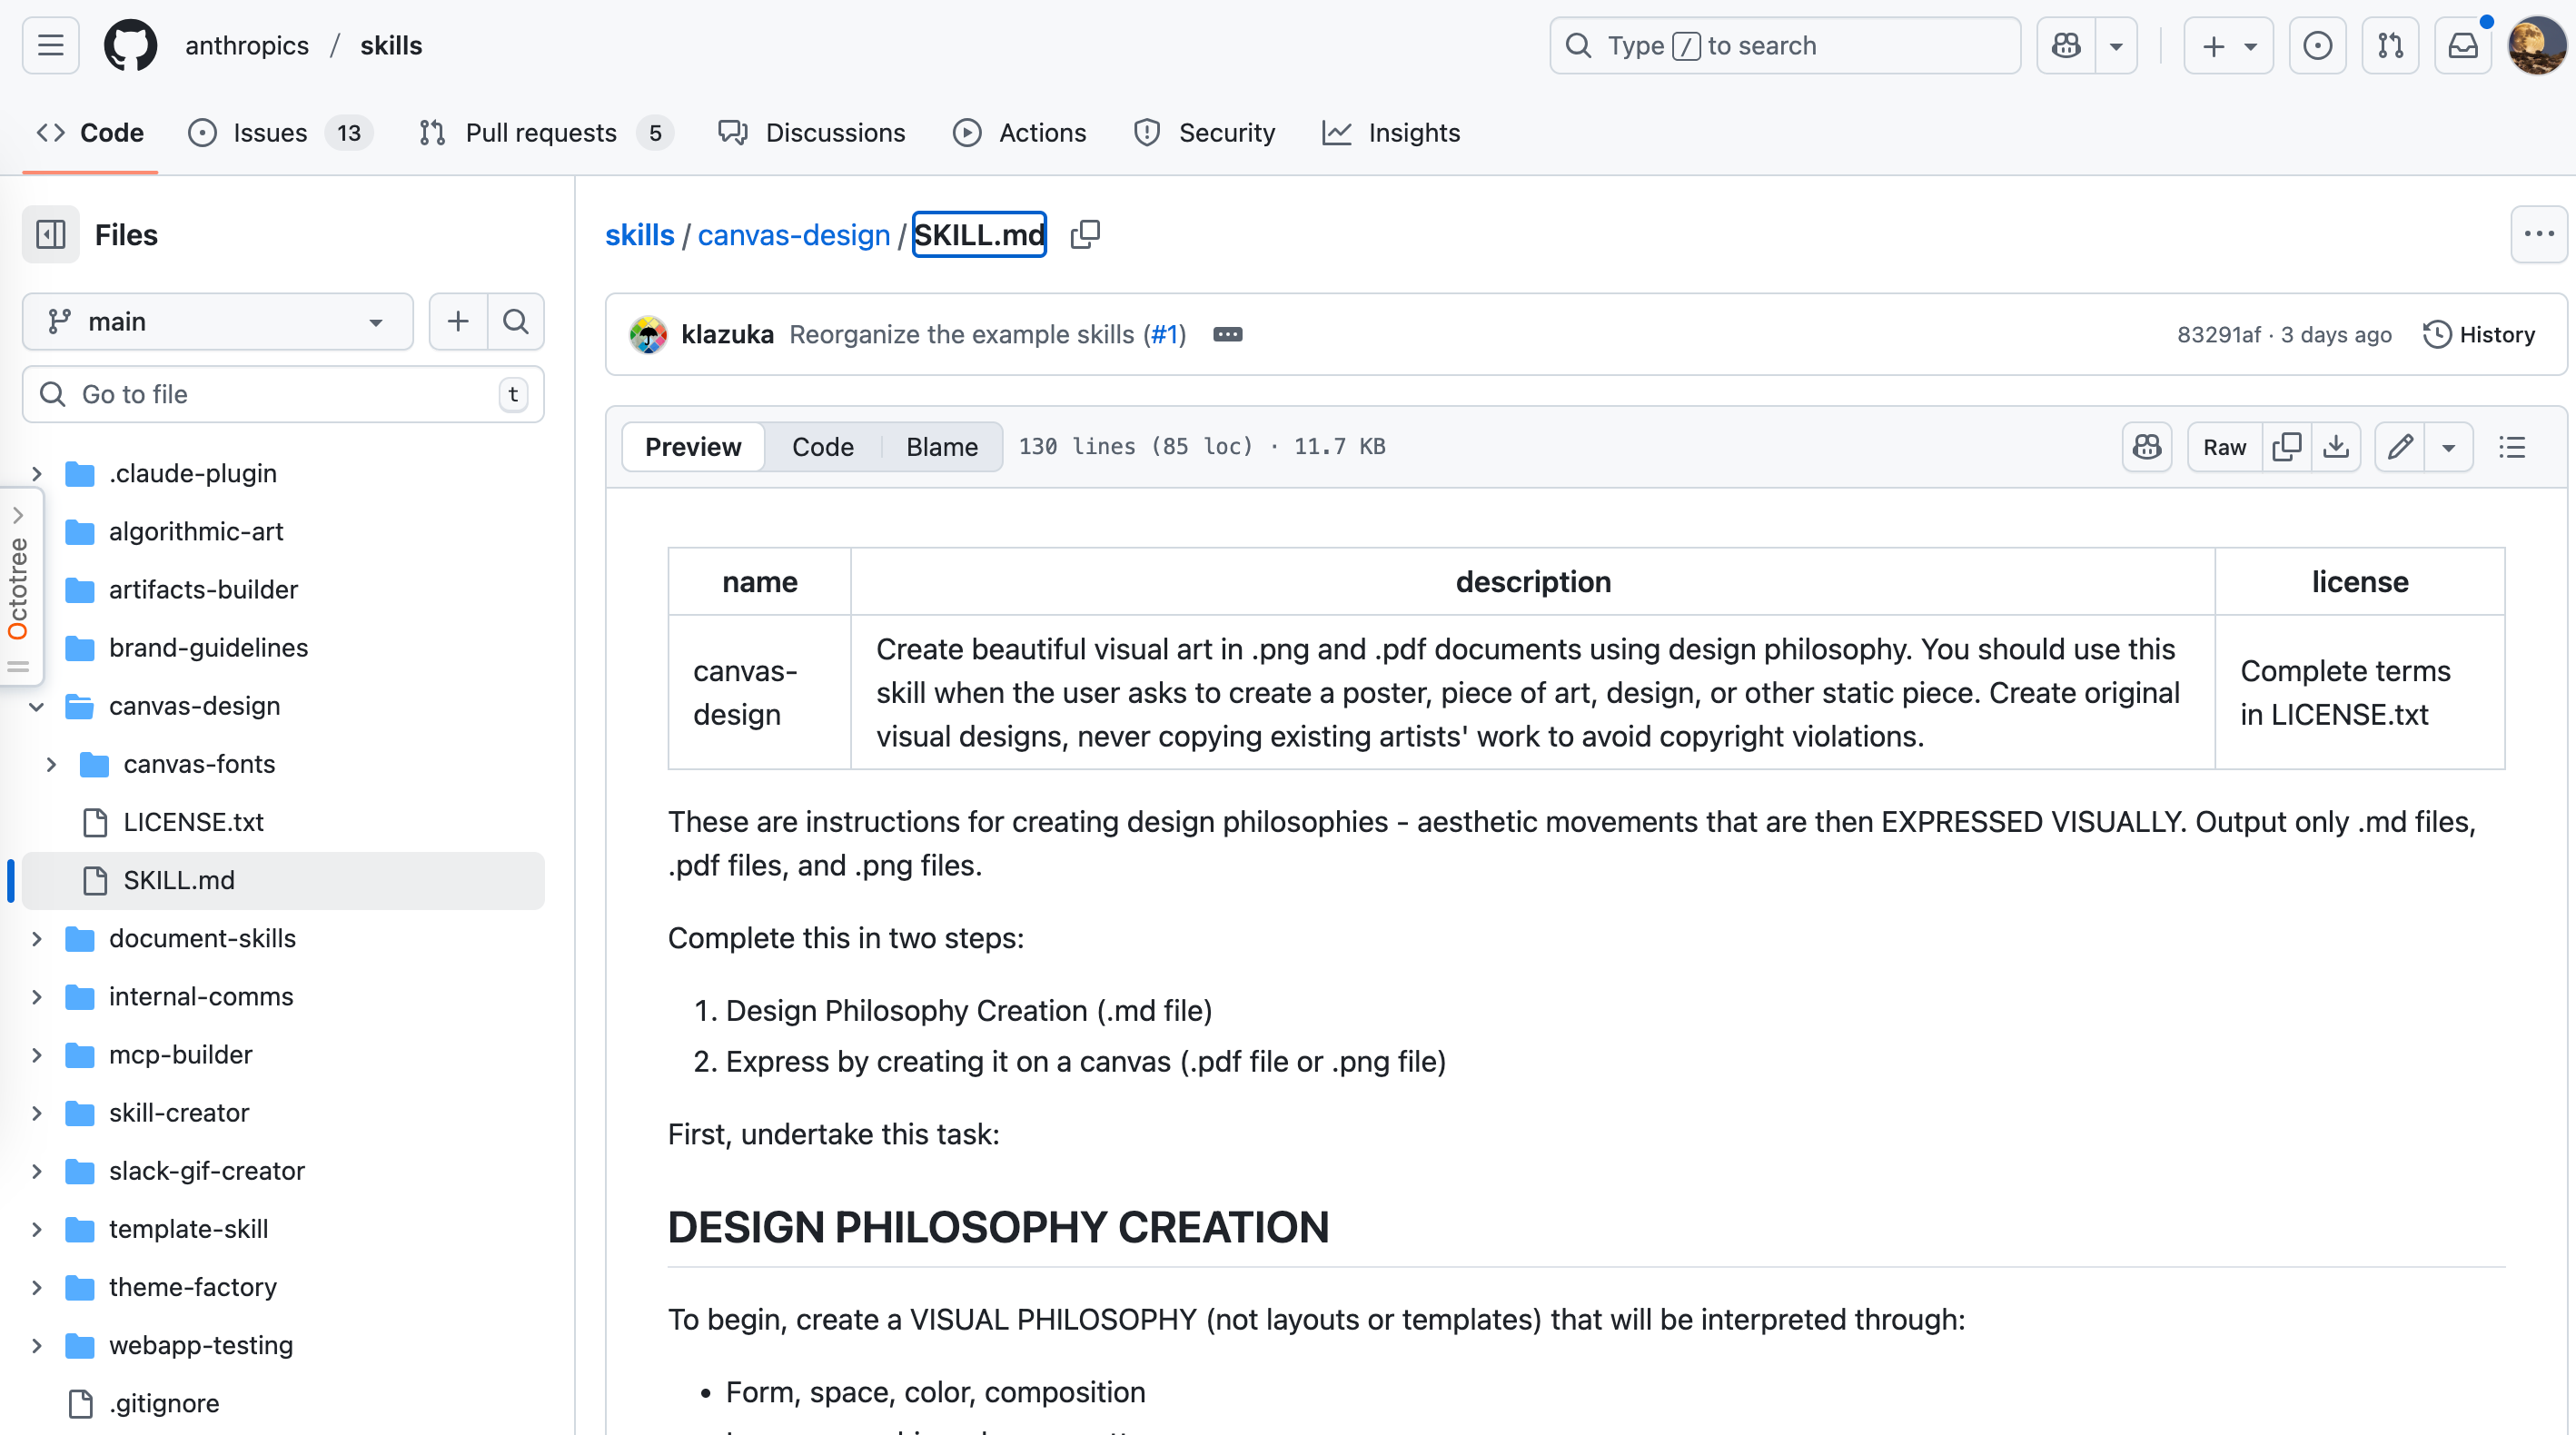 anthropics / skills
Type / to search
Code
Issues 13
Pull requests 5
Discussions
Actions
Security
Insights
Files
main
Go to file
t
.claude-plugin
algorithmic-art
artifacts-builder
brand-guidelines
canvas-design
canvas-fonts
LICENSE.txt
SKILL.md
document-skills
internal-comms
mcp-builder
skill-creator
slack-gif-creator
template-skill
theme-factory
webapp-testing
.gitignore
Octotree
skills / canvas-design / SKILL.md
klazuka Reorganize the example skills (#1)
83291af · 3 days ago
History
Preview
Code
Blame
130 lines (85 loc) · 11.7 KB
Raw
name
description
license
canvas-
design
Create beautiful visual art in .png and .pdf documents using design philosophy. You should use this
skill when the user asks to create a poster, piece of art, design, or other static piece. Create original
visual designs, never copying existing artists' work to avoid copyright violations.
Complete terms
in LICENSE.txt
These are instructions for creating design philosophies - aesthetic movements that are then EXPRESSED VISUALLY. Output only .md files,
.pdf files, and .png files.
Complete this in two steps:
1. Design Philosophy Creation (.md file)
2. Express by creating it on a canvas (.pdf file or .png file)
First, undertake this task:
DESIGN PHILOSOPHY CREATION
To begin, create a VISUAL PHILOSOPHY (not layouts or templates) that will be interpreted through:
• Form, space, color, composition